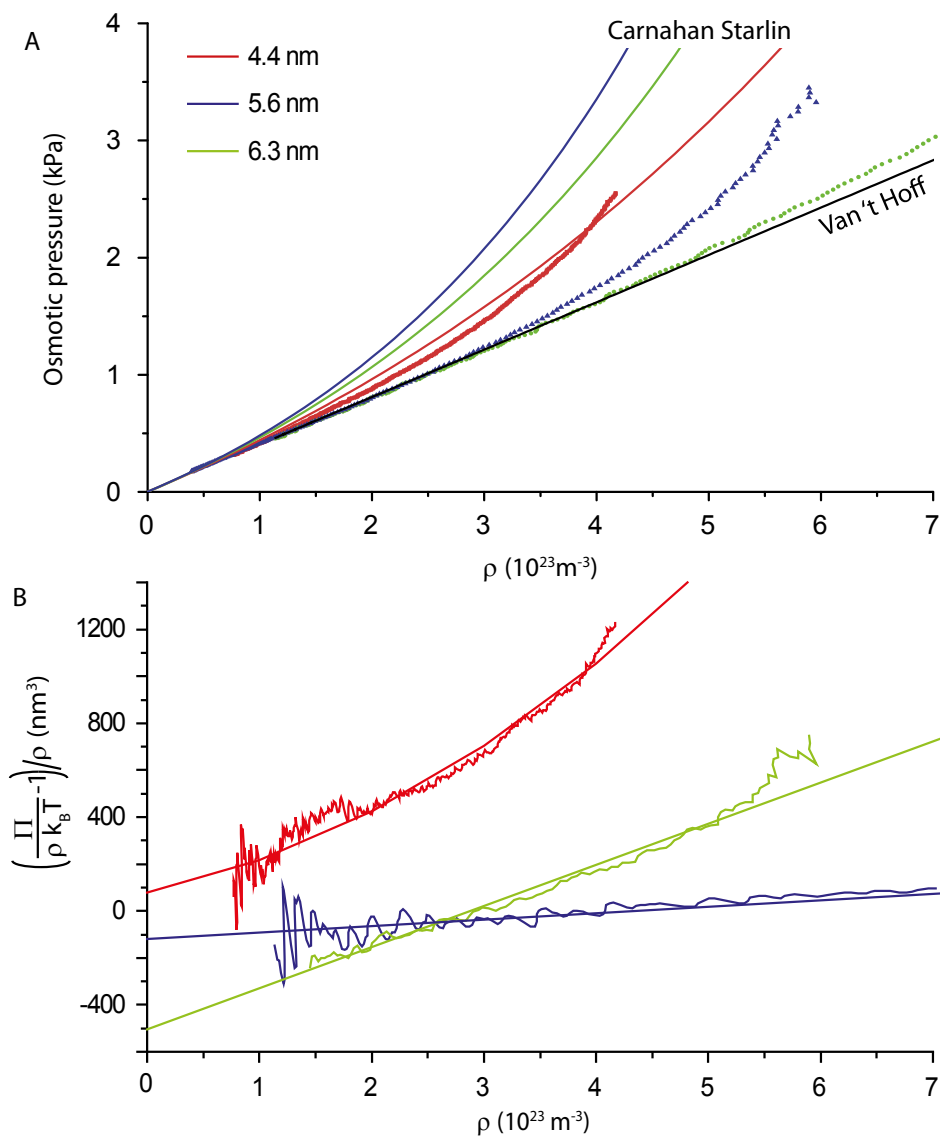 A
Carnahan Starlin
4.4 nm
5.6 nm
6.3 nm
Van ‘t Hoff
Osmotic pressure (kPa)
4
3
2
1
0
0 1 2 3 4 5 6 7
ρ (10²³m⁻³)
B
(Π/(ρ k_BT) -1)/ρ (nm³)
1200
800
400
0
-400
0 1 2 3 4 5 6 7
ρ (10²³ m⁻³)